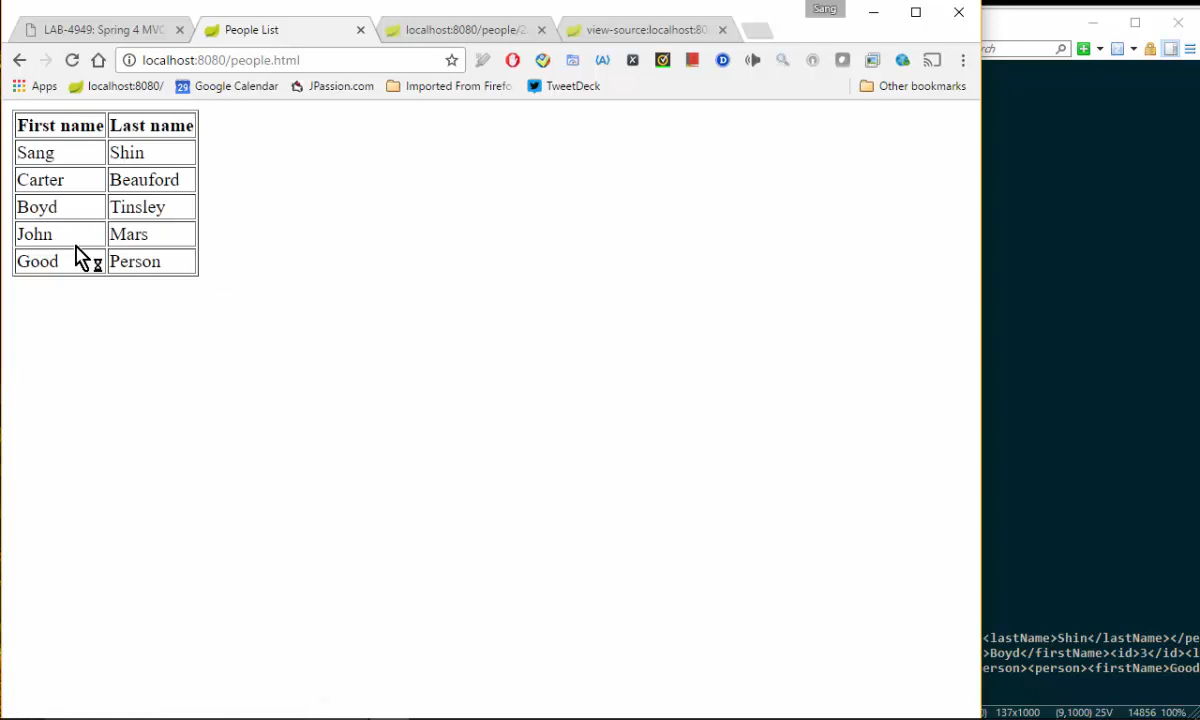 Sang
LAB-4949: Spring 4 MVC
People List
localhost:8080/people/2.
view-source:localhost:80
localhost:8080/people.html
rch
Apps
localhost:8080/
29
Google Calendar
JPassion.com
Imported From Firefo
TweetDeck
Other bookmarks
First name Last name
Sang Shin
Carter Beauford
Boyd Tinsley
John Mars
Good Person
<lastName>Shin</lastName></pe
>Boyd</firstName><id>3</id><l
erson><person><firstName>Good
) 137x1000 (9,1000) 25V 14856 100%